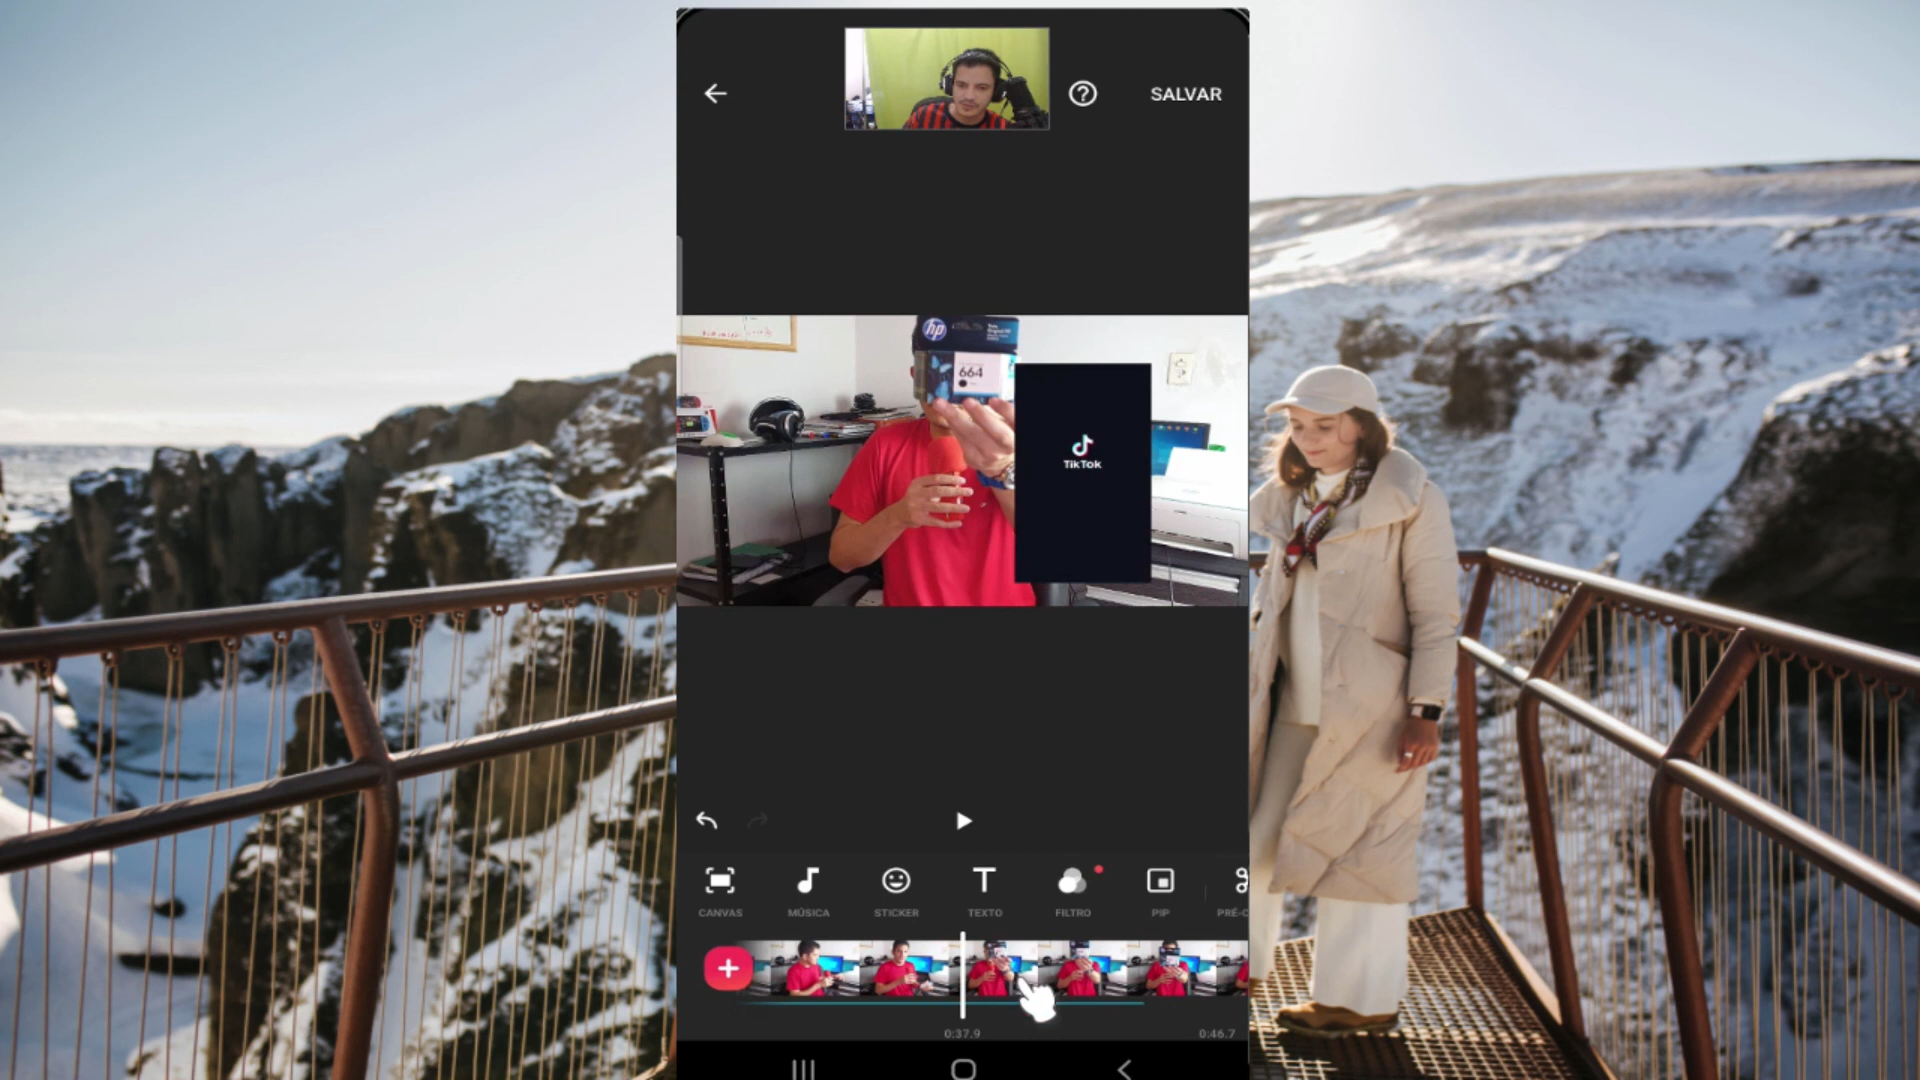 SALVAR
hp
664
TikTok
CANVAS
MÚSICA
STICKER
TEXTO
FILTRO
PIP
PRÉ-C
0:37.9
0:46.7